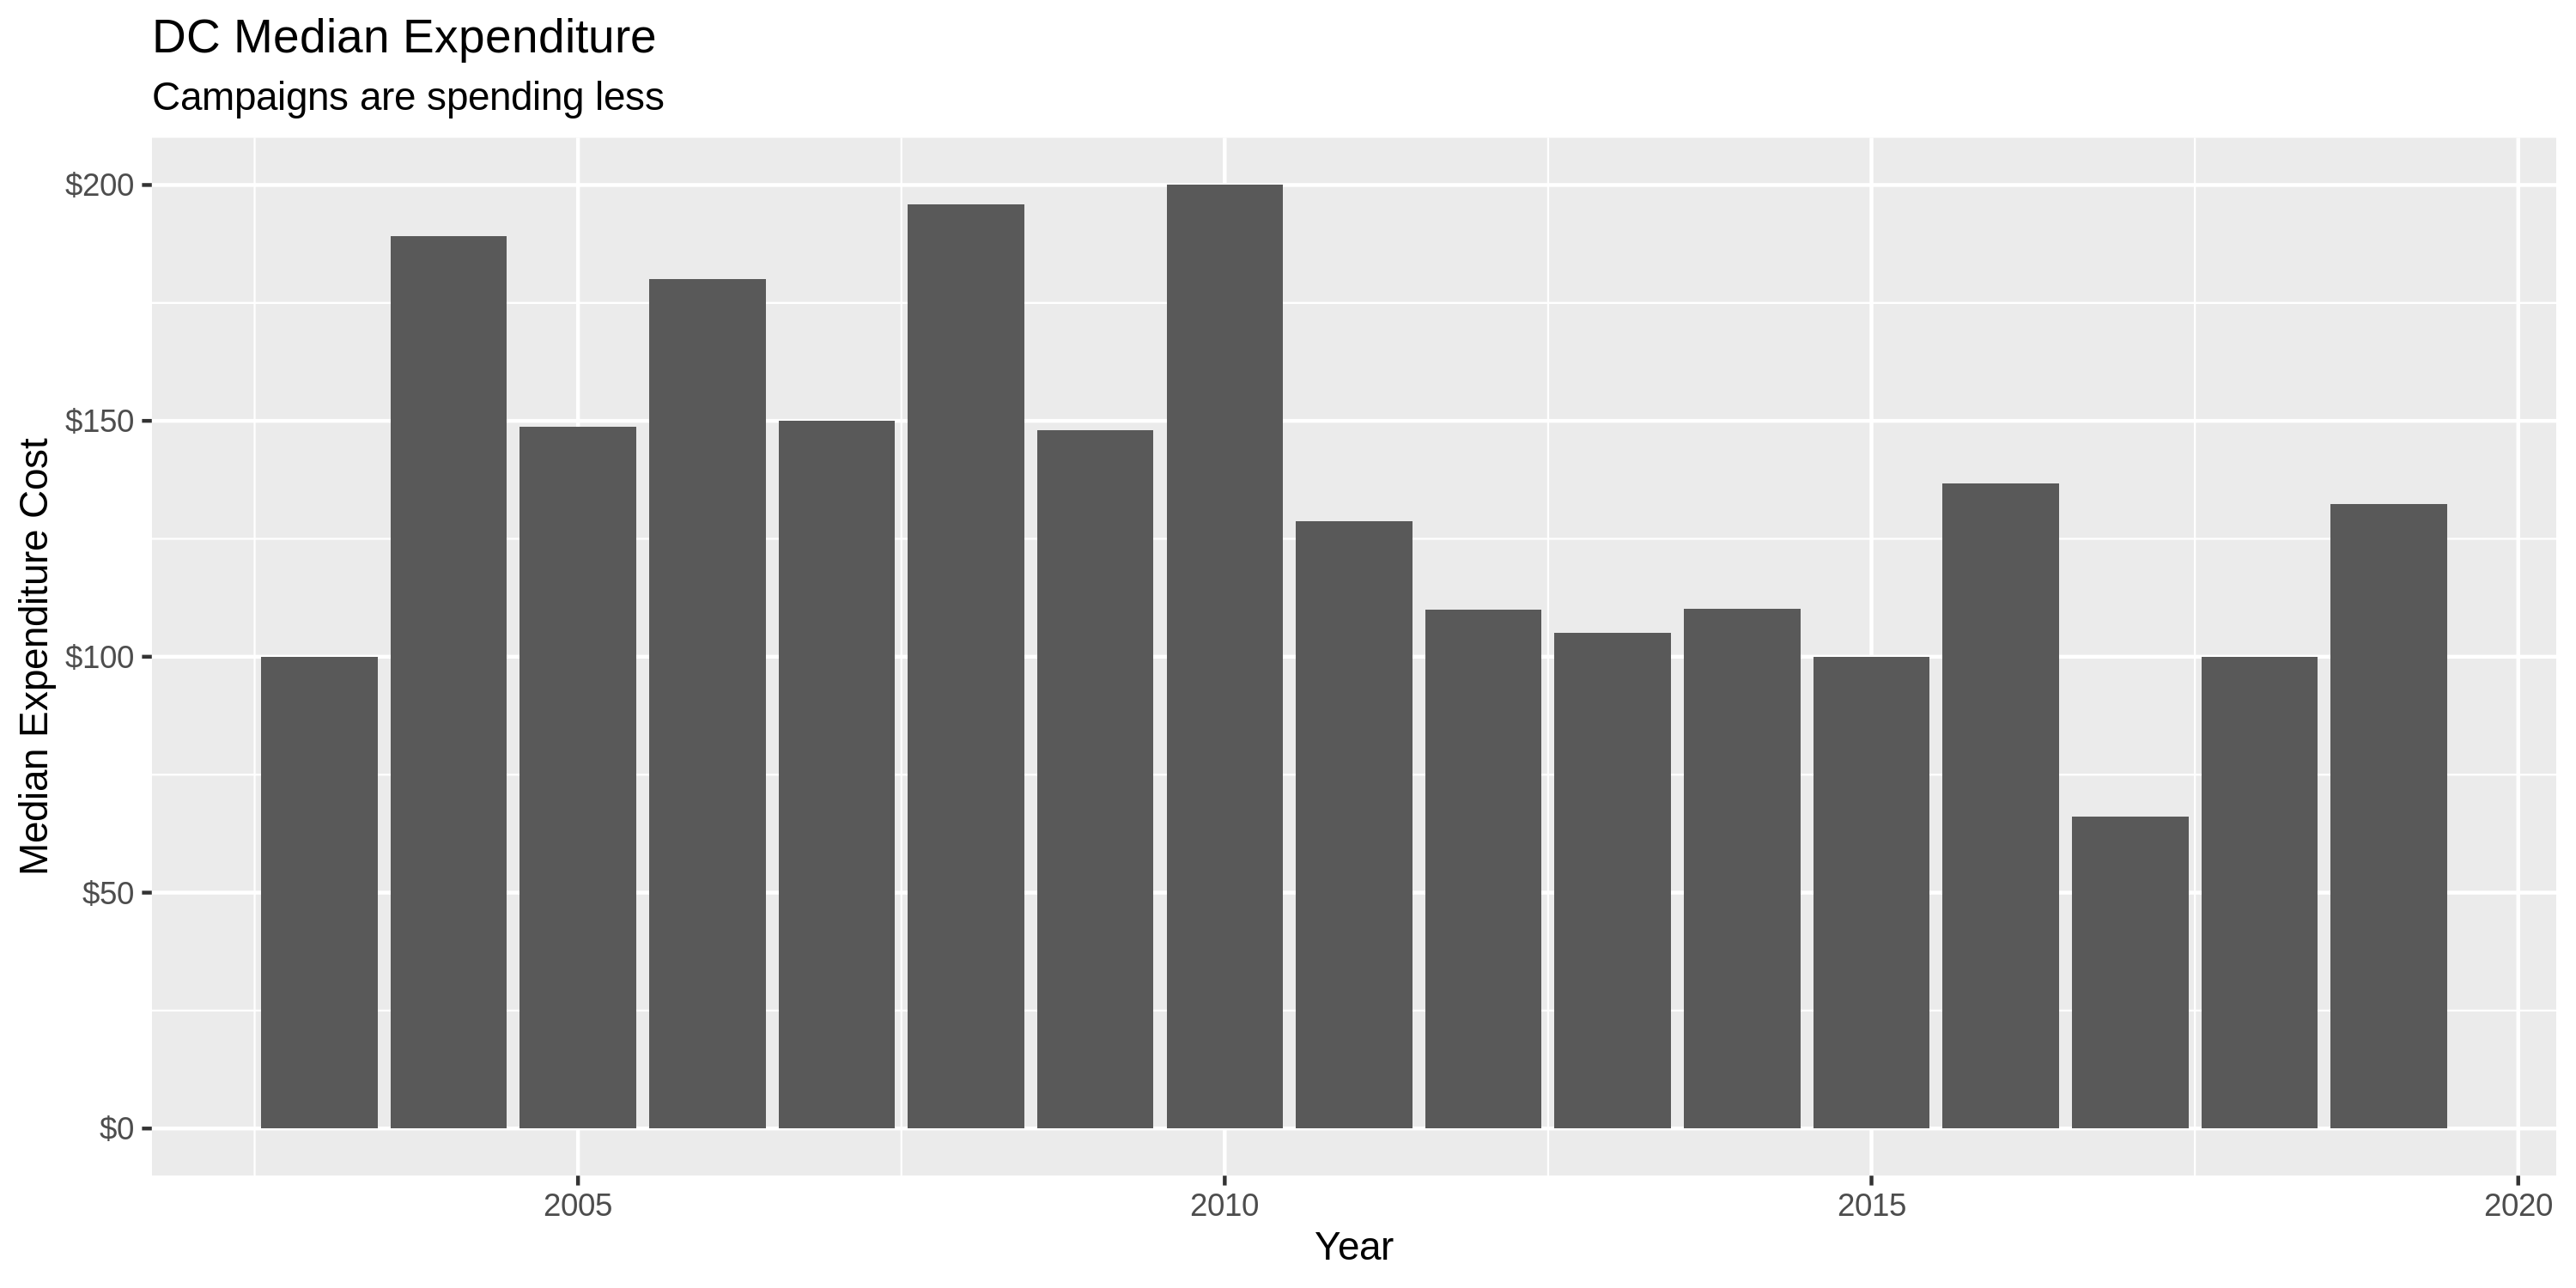 DC Median Expenditure
Campaigns are spending less
Median Expenditure Cost
$200
$150
$100
$50
$0
2005 2010 2015 2020
Year